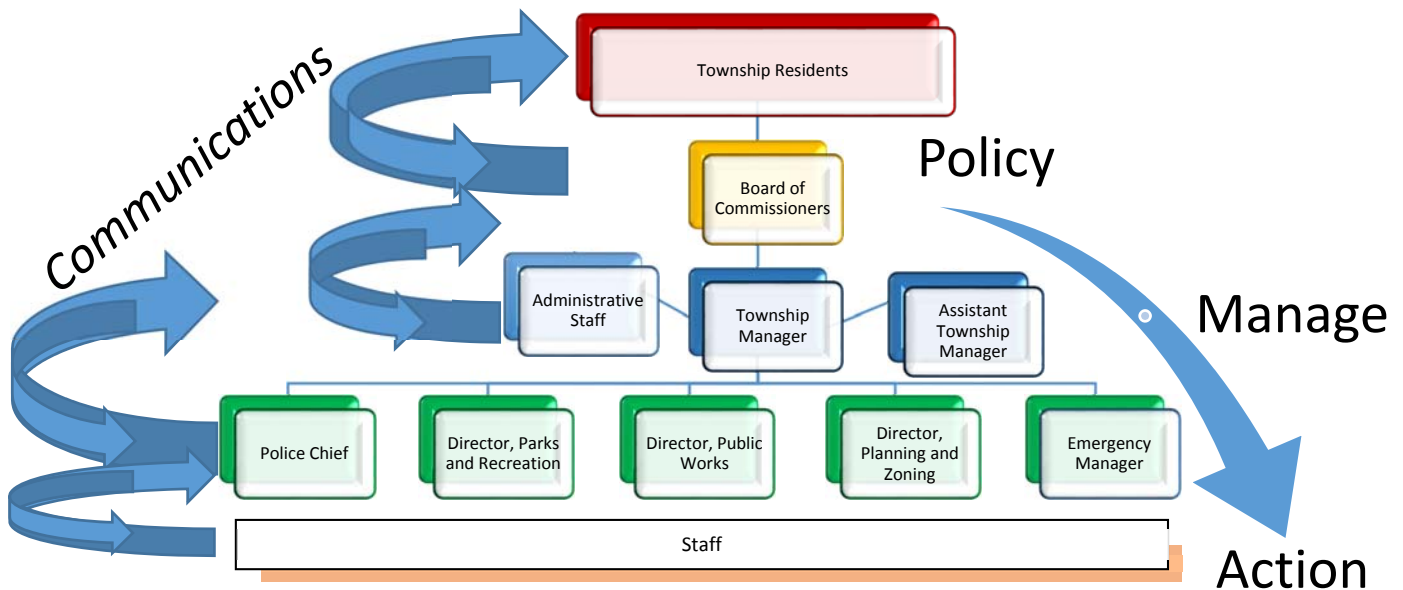 Communications
Township Residents
Policy
Board of
Commissioners
Administrative
Staff
Township
Manager
Assistant
Township
Manager
Manage
Police Chief
Director, Parks
and Recreation
Director, Public
Works
Director,
Planning and
Zoning
Emergency
Manager
Staff
Action